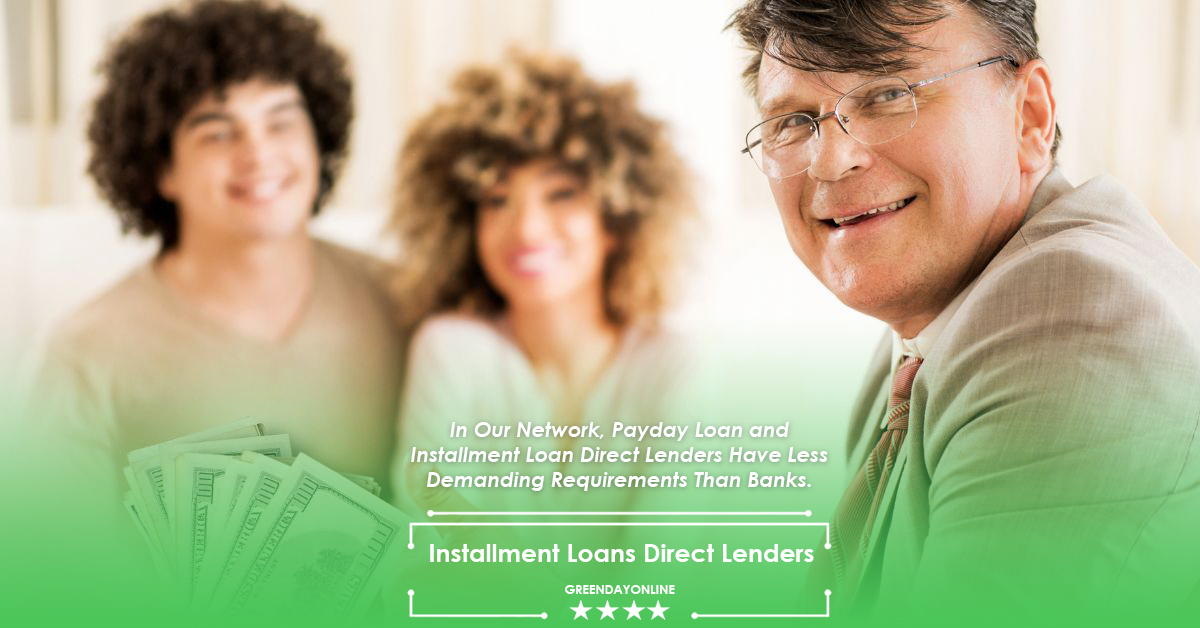 In Our Network, Payday Loan and
Installment Loan Direct Lenders Have Less
Demanding Requirements Than Banks.
Installment Loans Direct Lenders
GREENDAYONLINE